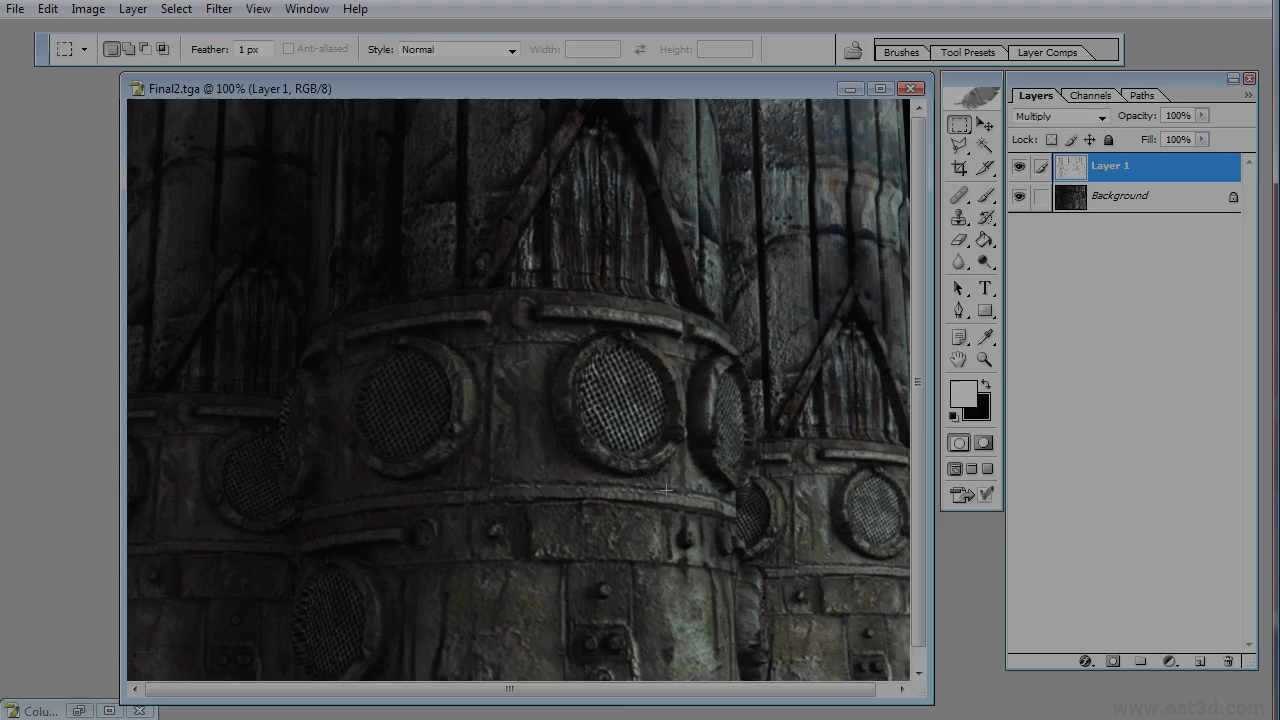 File Edit Image Layer Select Filter View Window Help
Feather: 1 px Anti-aliased Style: Normal Width: Height: Brushes Tool Presets Layer Comps
Final2.tga @ 100% (Layer 1, RGB/8)
Layers Channels Paths
Multiply Opacity: 100%
Lock: Fill: 100%
Layer 1
Background
T
Colu...
www.eat3d.com